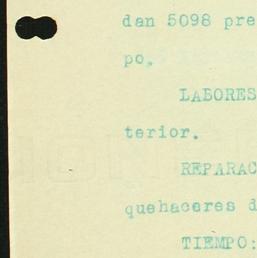 dan 5098 pre
po.
LABORES
terior.
REPARAC
quehaceres d
TIEMPO: